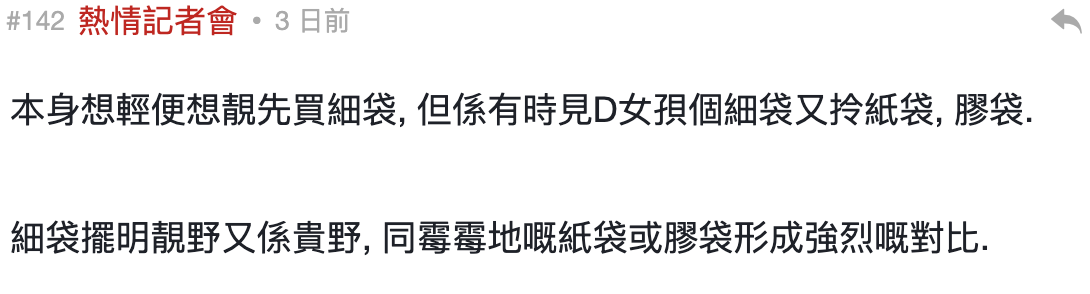 #142 熱情記者會 • 3 日前
本身想輕便想靚先買細袋, 但係有時見D女孭個細袋又拎紙袋, 膠袋.
細袋擺明靚野又係貴野, 同霉霉地嘅紙袋或膠袋形成強烈嘅對比.